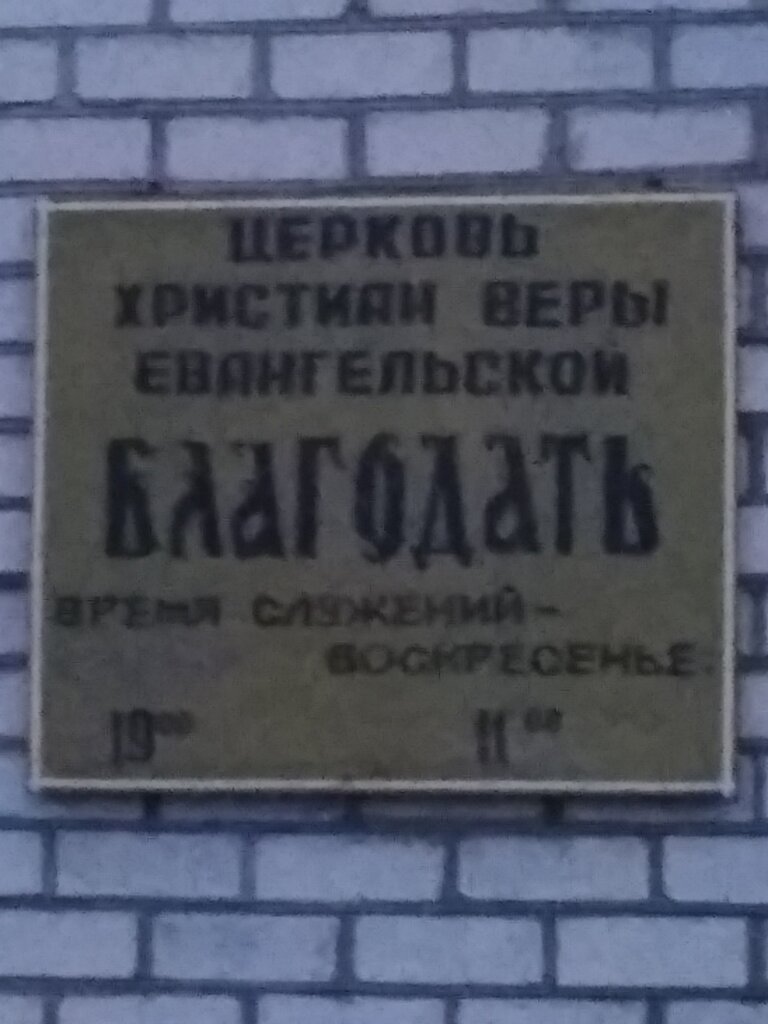 ЦЕРКОВЬ
ХРИСТИАН ВЕРЫ
ЕВАНГЕЛЬСКОЙ
БЛАГОДАТЬ
ВРЕМЯ СЛУЖЕНИЙ –
ВОСКРЕСЕНЬЕ
19⁰⁰ 11⁰⁰